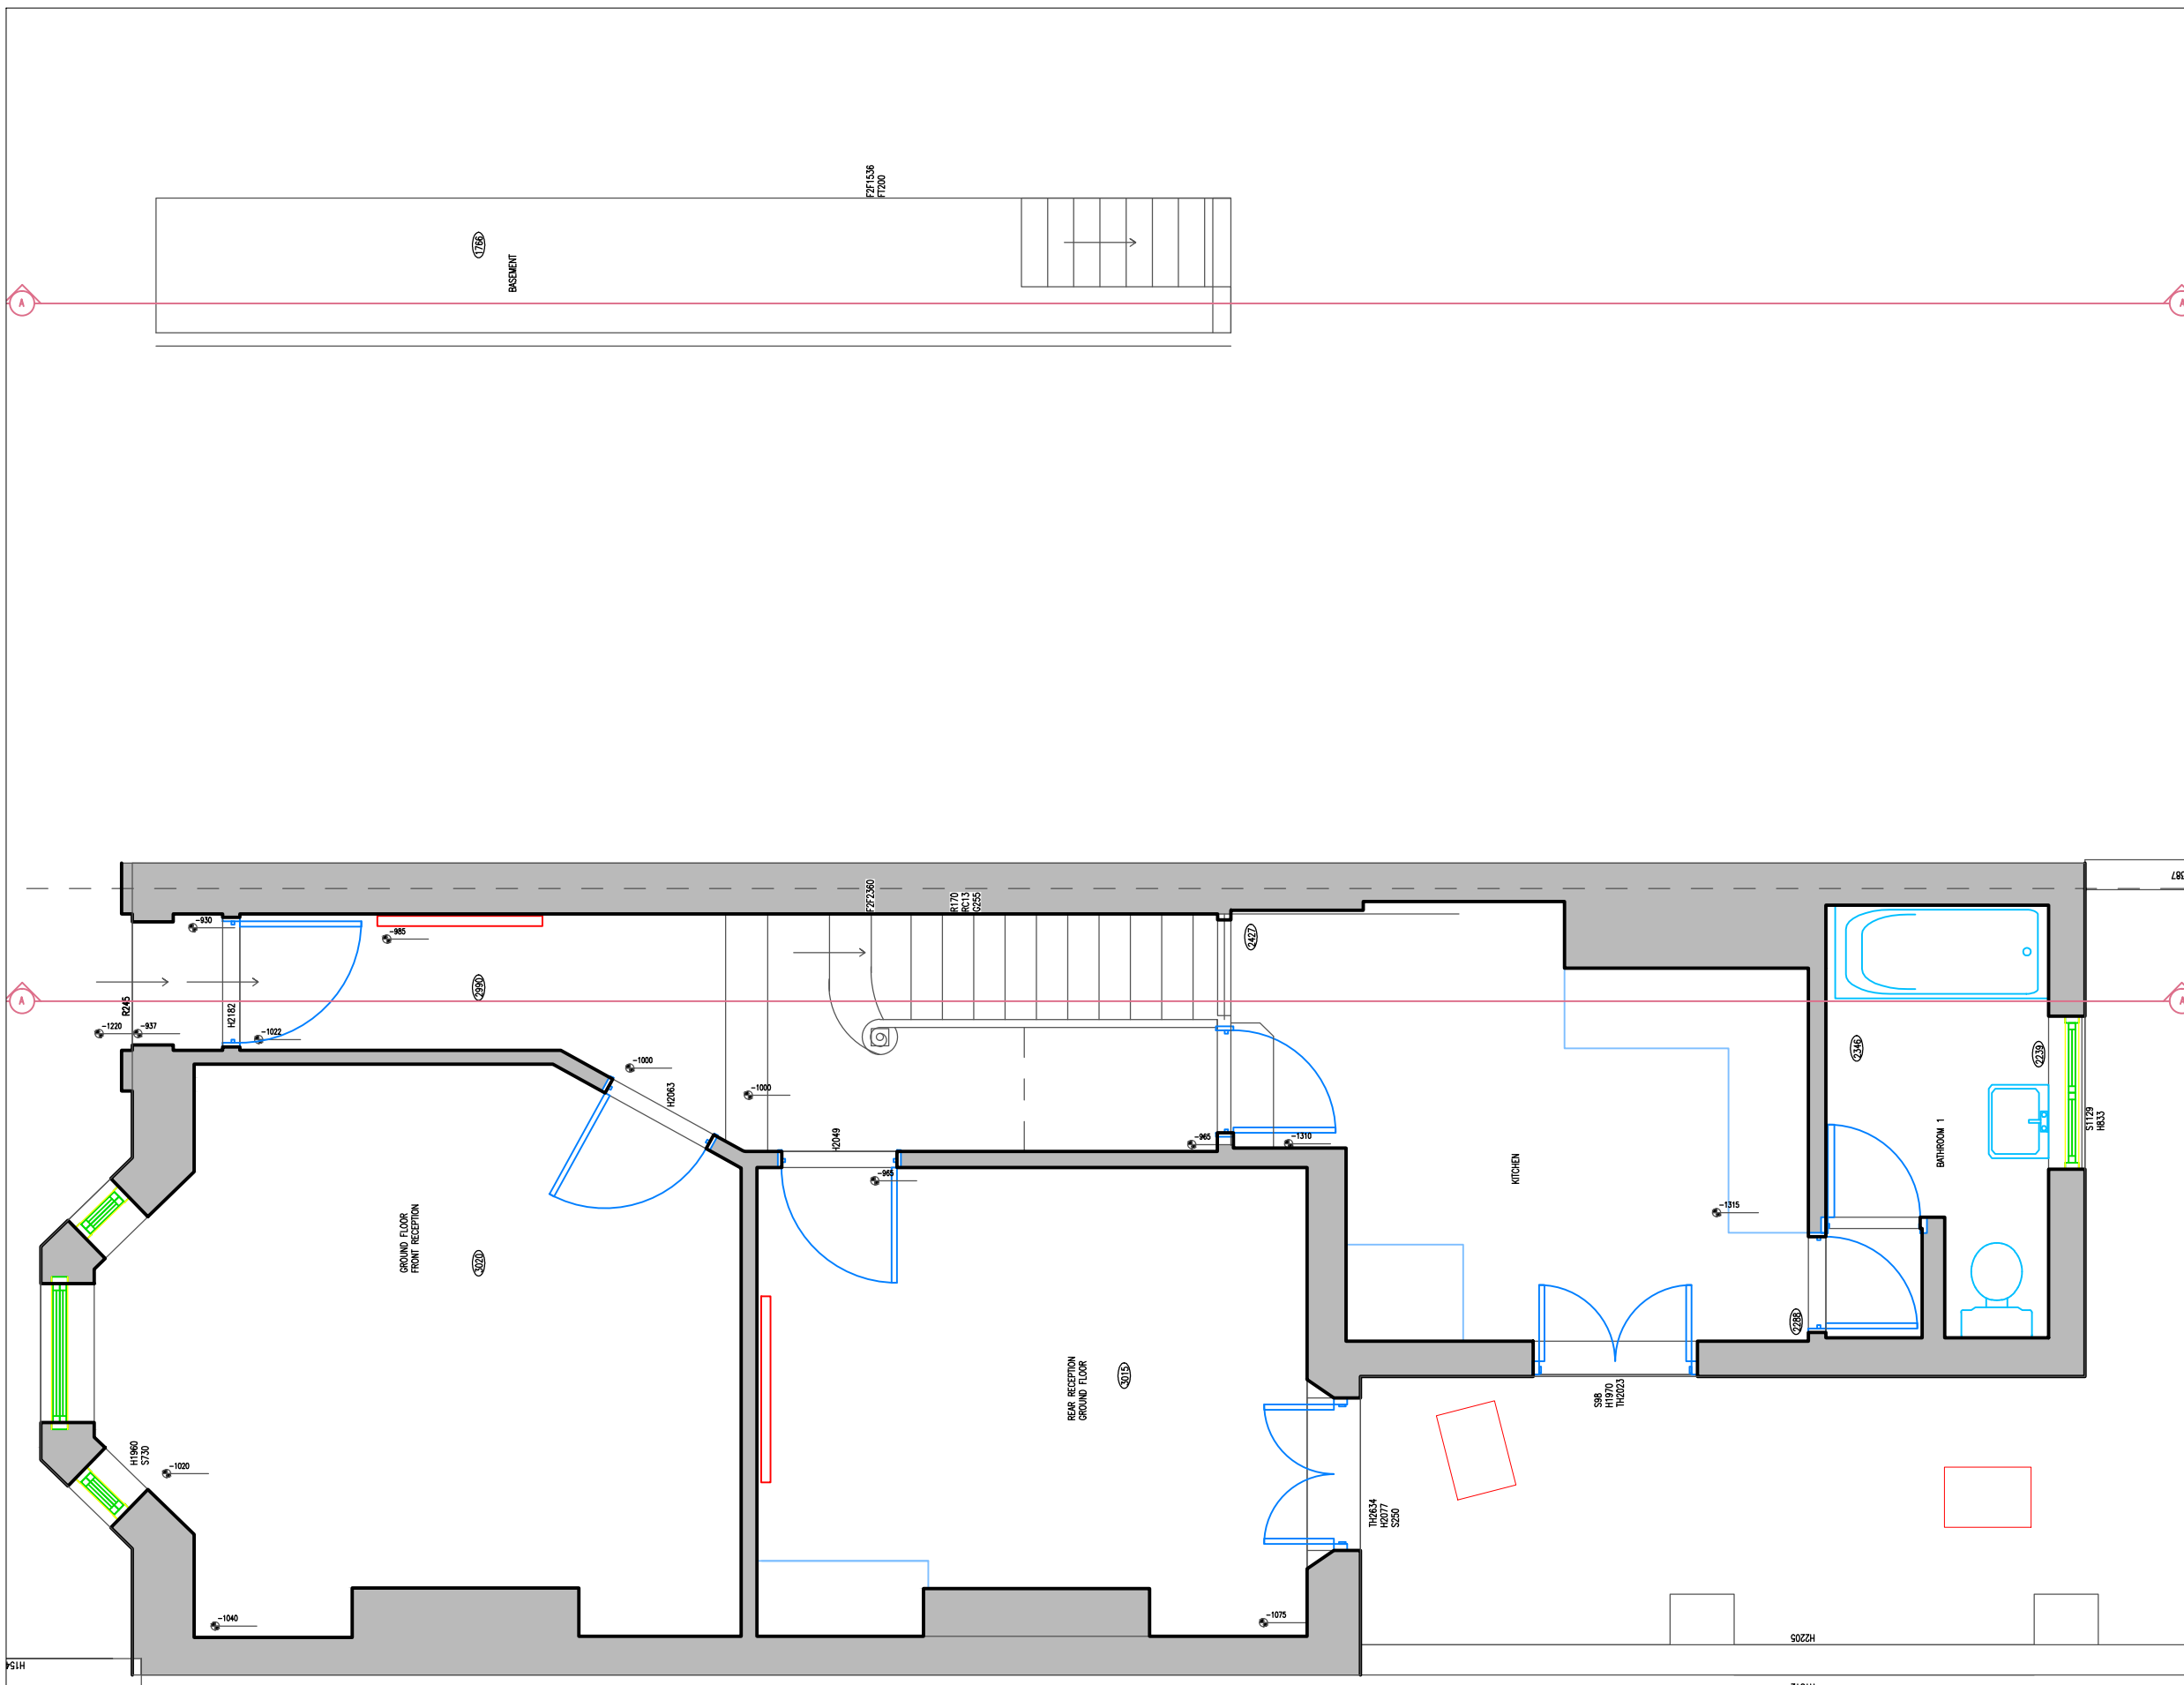 F2F1536
FT200
1766
BASEMENT
A
A
F2F2360
R170
RC13
G255
-930
-985
2427
2990
R245
H2182
A
A
-1220
-937
-1022
-1000
H2063
-1000
H2049
-965
-1310
2346
2239
S1129
H833
BATHROOM 1
KITCHEN
-965
-1315
GROUND FLOOR
FRONT RECEPTION
3020
2288
REAR RECEPTION
GROUND FLOOR
3015
S98
H1970
TH2023
H1960
S730
-1020
TH2634
H2077
S250
-1040
-1075
H2205